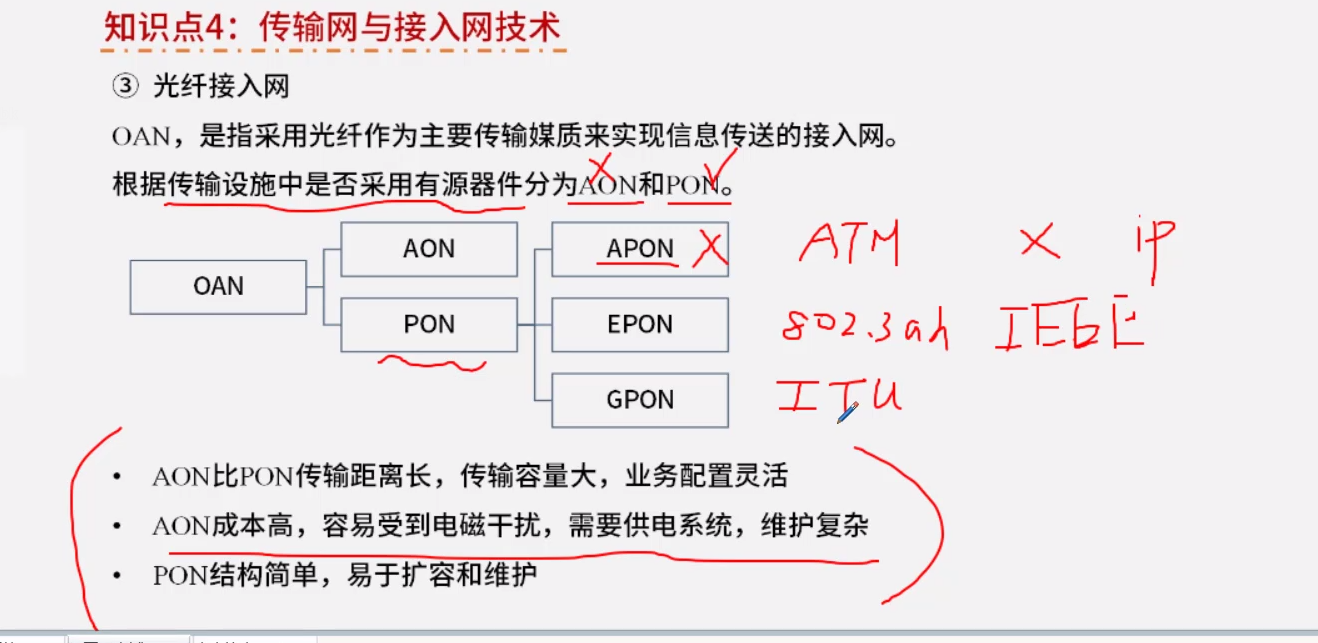 知识点4：传输网与接入网技术
③ 光纤接入网
OAN，是指采用光纤作为主要传输媒质来实现信息传送的接入网。
根据传输设施中是否采用有源器件分为AON和PON。
AON
APON
ATM
ip
OAN
PON
EPON
802.3ah
GPON
ITU
• AON比PON传输距离长，传输容量大，业务配置灵活
• AON成本高，容易受到电磁干扰，需要供电系统，维护复杂
• PON结构简单，易于扩容和维护